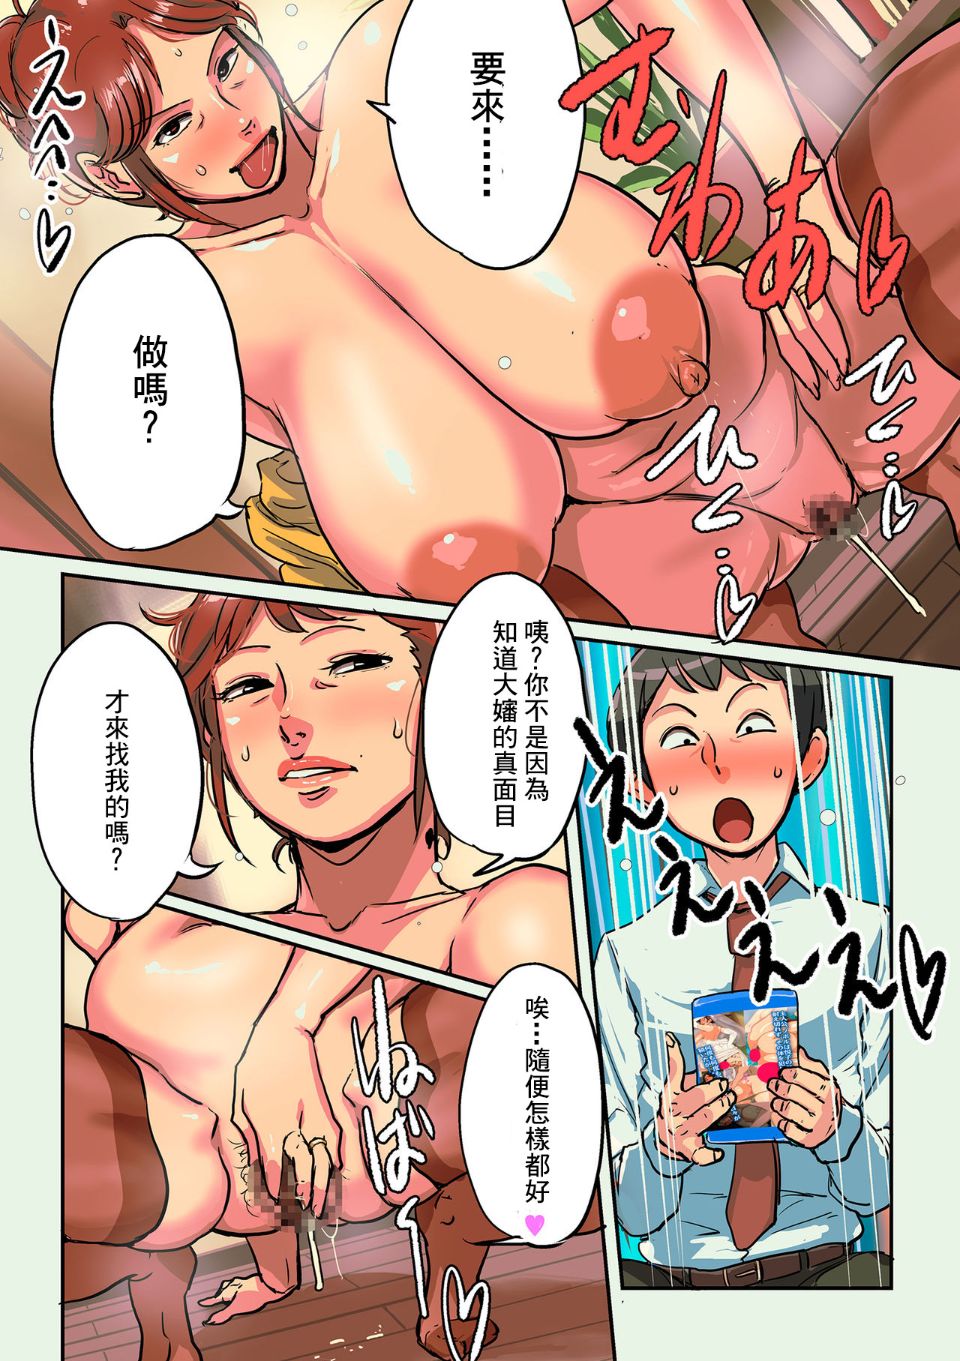 要來……
むわぁぁ♡
えへへ…♡
做嗎？
ひく…♡
ひく…♡
咦？你不是因為
知道大嬸的真面目
才來找我的嗎？
え、
え、
ええ、え♡
唉…隨便怎樣都好
♥
ねばー♡